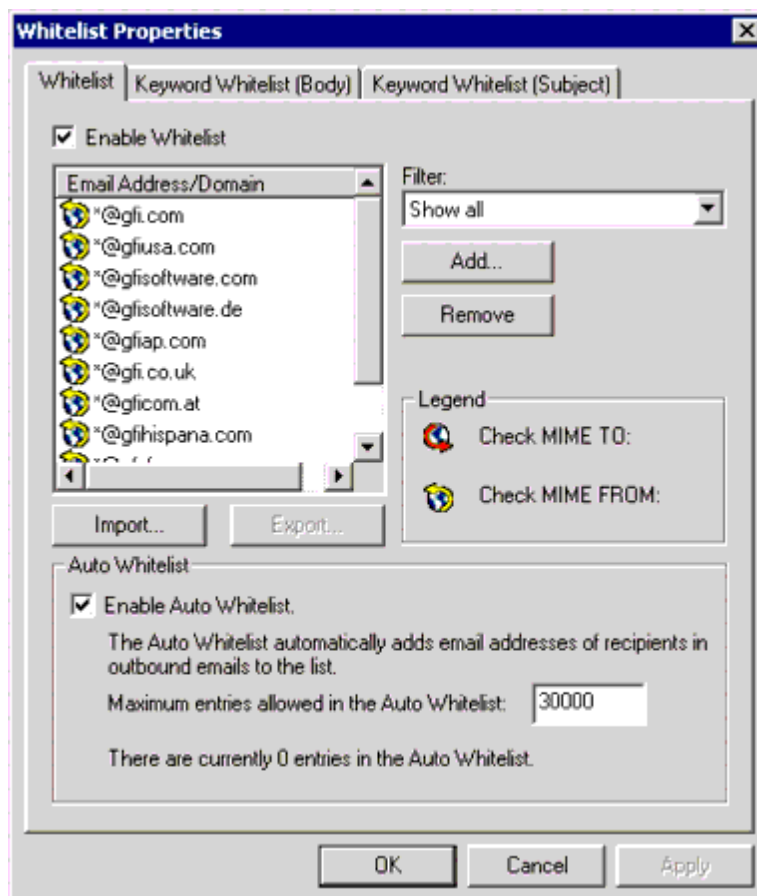 Whitelist Properties
Whitelist
Keyword Whitelist (Body)
Keyword Whitelist (Subject)
Enable Whitelist
Email Address/Domain
*@gfi.com
*@gfiusa.com
*@gfisoftware.com
*@gfisoftware.de
*@gfiap.com
*@gfi.co.uk
*@gficom.at
*@gfihispana.com
Filter:
Show all
Add...
Remove
Legend
Check MIME TO:
Check MIME FROM:
Import...
Export...
Auto Whitelist
Enable Auto Whitelist.
The Auto Whitelist automatically adds email addresses of recipients in
outbound emails to the list.
Maximum entries allowed in the Auto Whitelist: 30000
There are currently 0 entries in the Auto Whitelist.
OK
Cancel
Apply